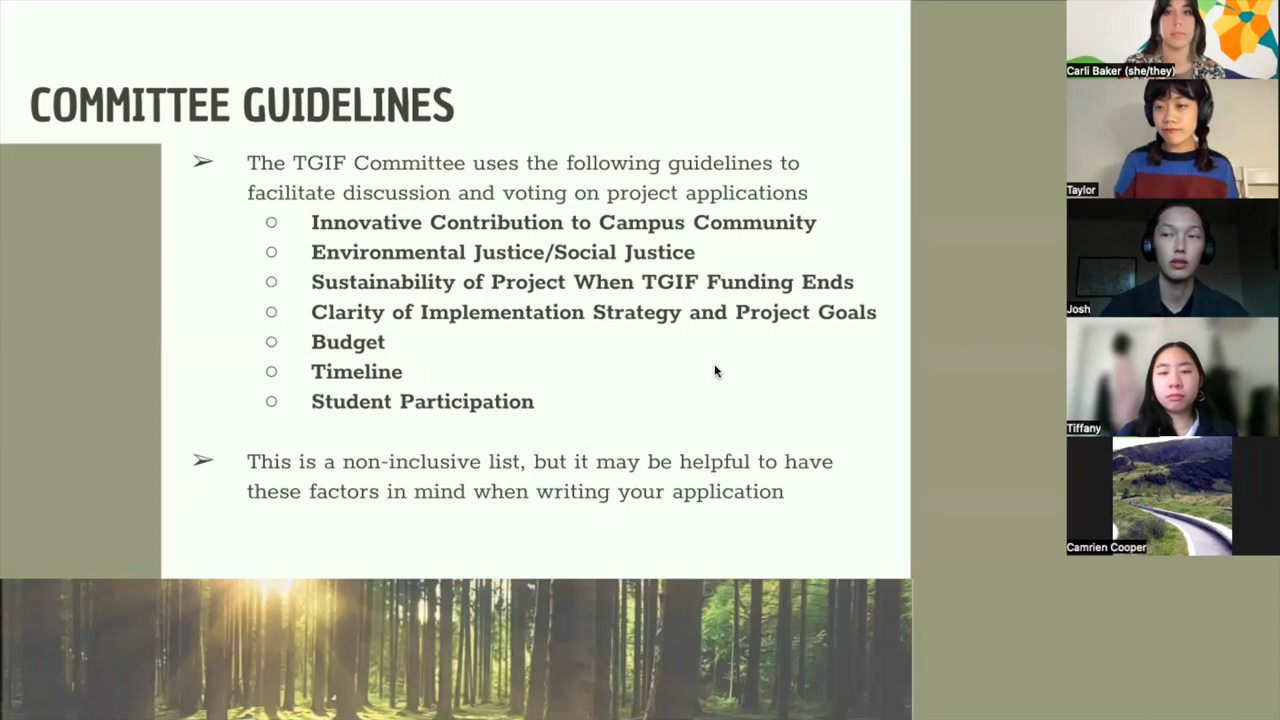 COMMITTEE GUIDELINES
➢ The TGIF Committee uses the following guidelines to
facilitate discussion and voting on project applications
○ Innovative Contribution to Campus Community
○ Environmental Justice/Social Justice
○ Sustainability of Project When TGIF Funding Ends
○ Clarity of Implementation Strategy and Project Goals
○ Budget
○ Timeline
○ Student Participation
➢ This is a non-inclusive list, but it may be helpful to have
these factors in mind when writing your application
Carli Baker (she/they)
Taylor
Josh
Tiffany
Camrien Cooper